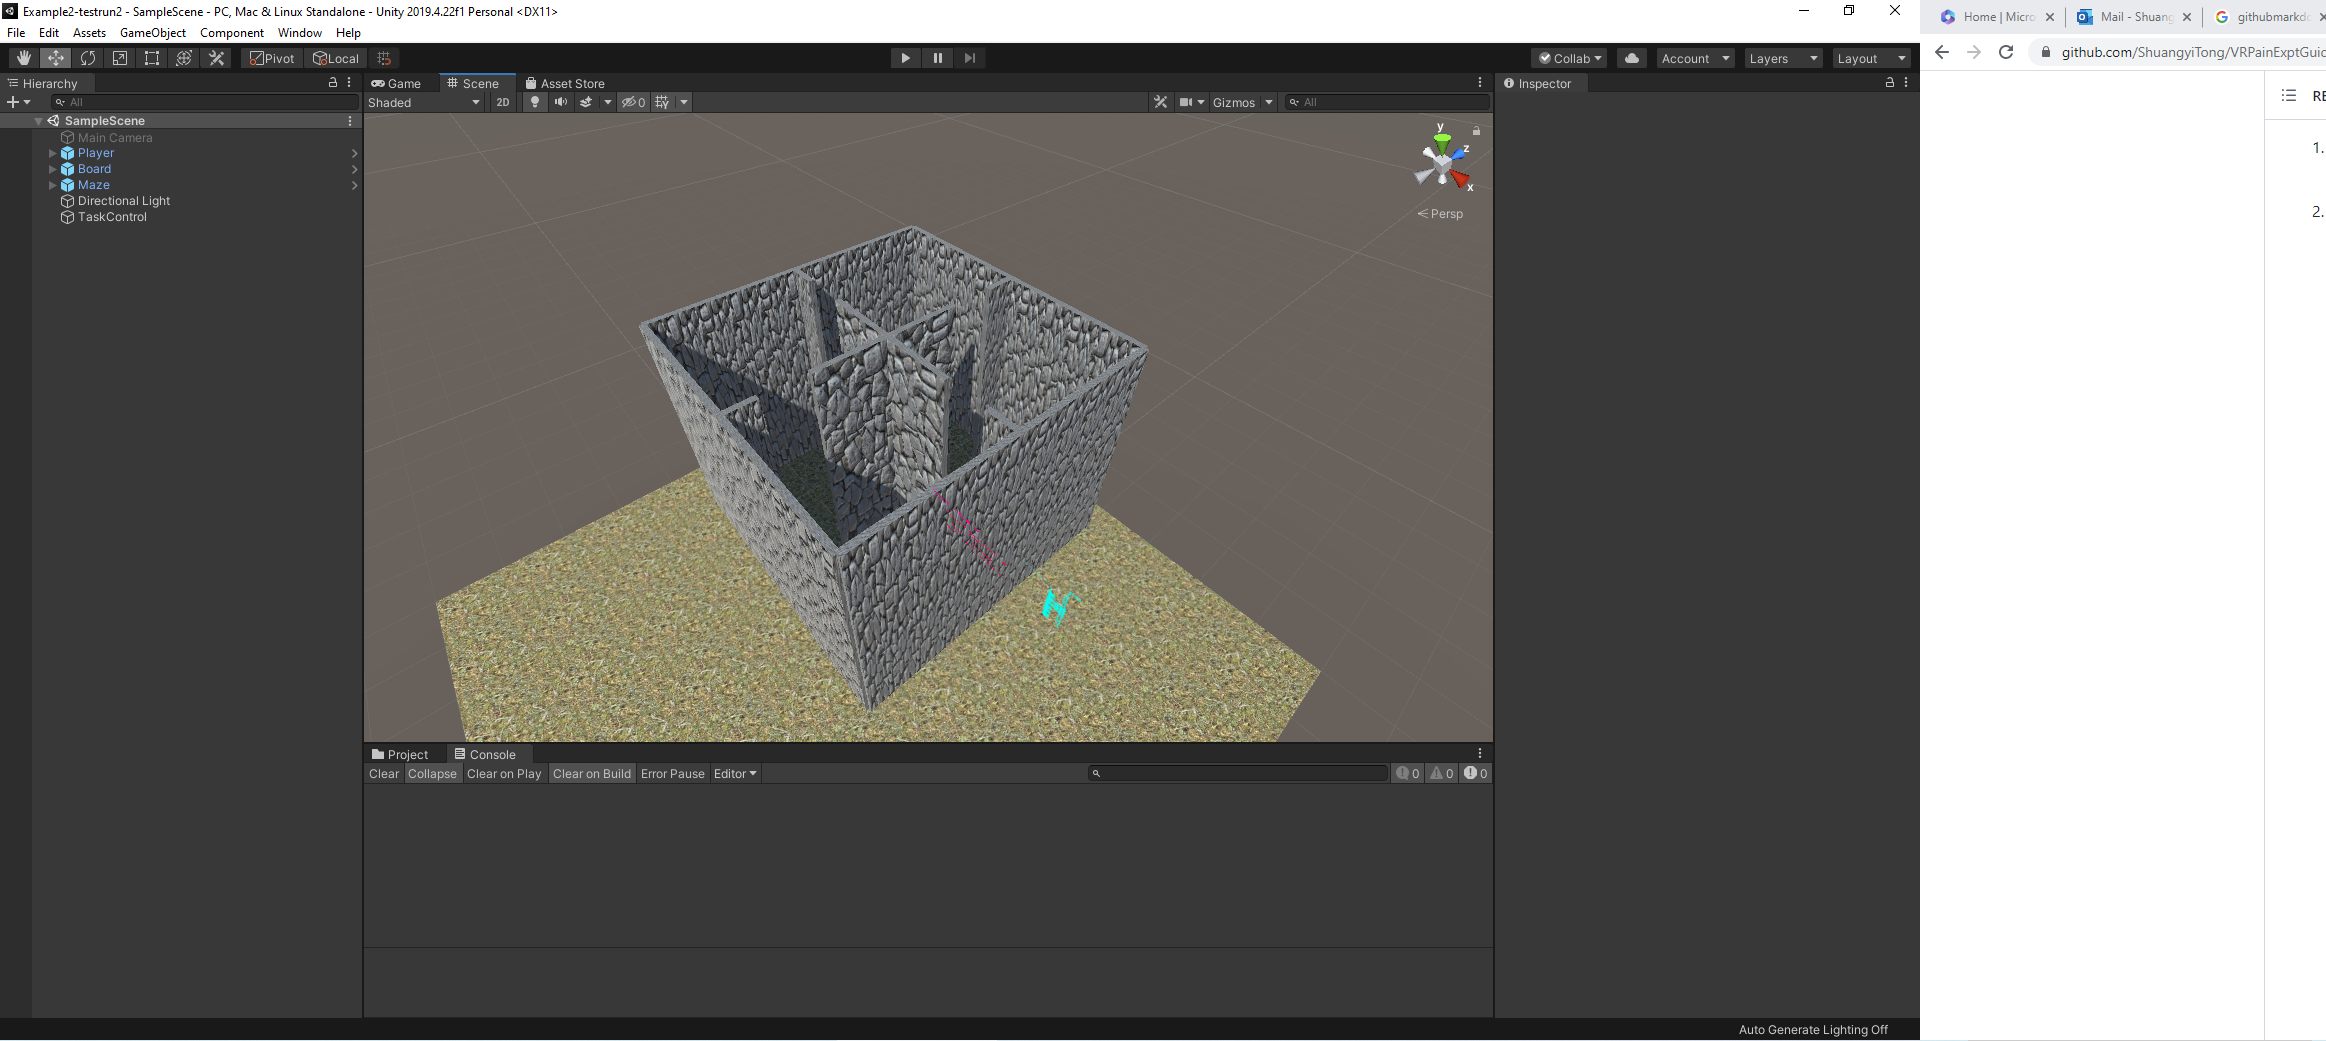 Example2-testrun2 - SampleScene - PC, Mac & Linux Standalone - Unity 2019.4.22f1 Personal <DX11>
File Edit Assets GameObject Component Window Help
Pivot Local Collab Account Layers Layout
Hierarchy
All
SampleScene
Main Camera
Player
Board
Maze
Directional Light
TaskControl
Game Scene Asset Store
Shaded 2D 0 Gizmos All
y
z
x
Persp
Project Console
Clear Collapse Clear on Play Clear on Build Error Pause Editor 0 0 0
Inspector
Auto Generate Lighting Off
Home | Micro Mail - Shuang githubmarkdo
github.com/ShuangyiTong/VRPainExptGuid
RE
1.
2.